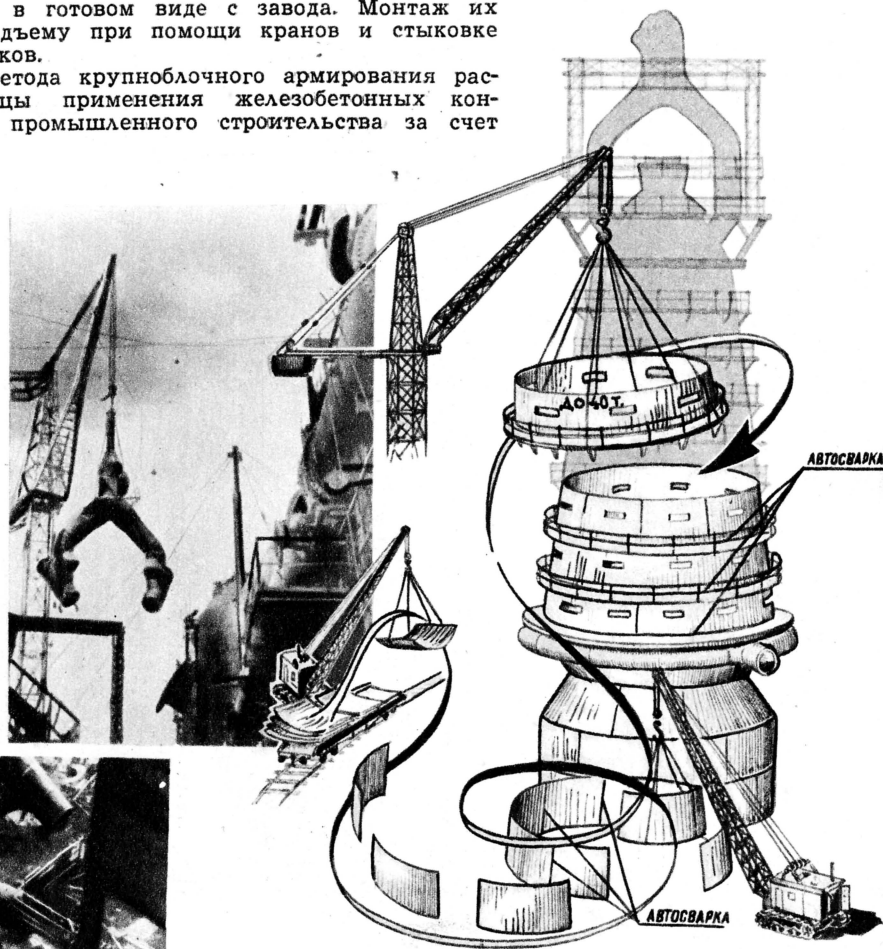 в готовом виде с завода. Монтаж их
дъему при помощи кранов и стыковке
ков.
етода крупноблочного армирования рас-
цы применения железобетонных кон-
промышленного строительства за счет
ДО 40 Т.
АВТОСВАРКА
АВТОСВАРКА